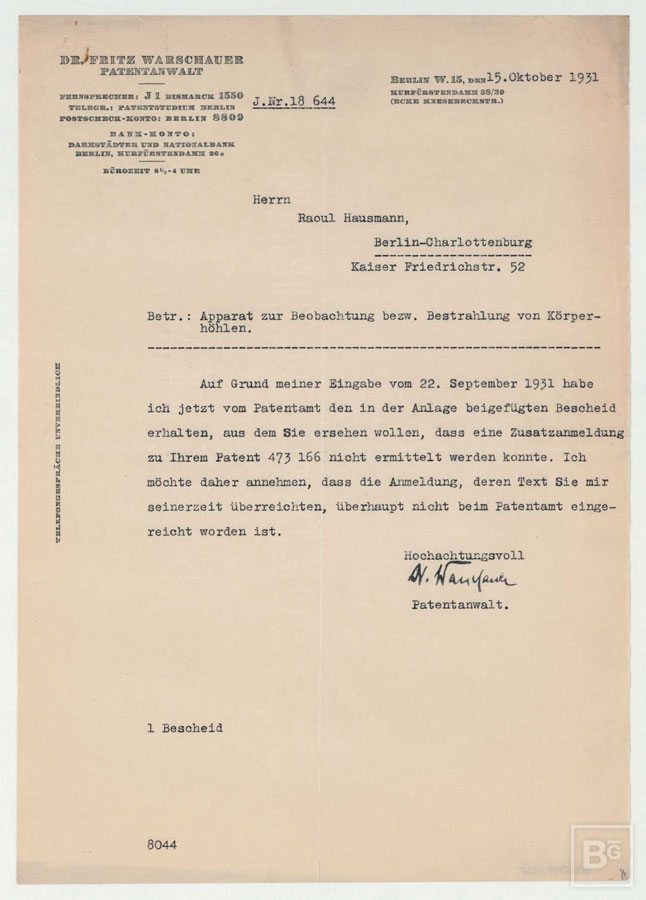 DR. FRITZ WARSCHAUER
PATENTANWALT
FERNSPRECHER: J 1 BISMARCK 1550
TELEGR.: PATENTSTUDIUM BERLIN
POSTSCHECK-KONTO: BERLIN 8809
BANK-KONTO:
DARMSTÄDTER UND NATIONALBANK
BERLIN, KURFÜRSTENDAMM 26a
BÜROZEIT 8½-4 UHR
J.Nr.18 644
BERLIN W. 15, DEN 15.Oktober 1931
KURFÜRSTENDAMM 38/39
(ECKE KNESEBECKSTR.)
Herrn
Raoul Hausmann,
Berlin-Charlottenburg
Kaiser Friedrichstr. 52
Betr.: Apparat zur Beobachtung bezw. Bestrahlung von Körper-
höhlen.
TELEFONGESPRÄCHE UNVERBINDLICH
Auf Grund meiner Eingabe vom 22. September 1931 habe
ich jetzt vom Patentamt den in der Anlage beigefügten Bescheid
erhalten, aus dem Sie ersehen wollen, dass eine Zusatzanmeldung
zu Ihrem Patent 473 166 nicht ermittelt werden konnte. Ich
möchte daher annehmen, dass die Anmeldung, deren Text Sie mir
seinerzeit überreichten, überhaupt nicht beim Patentamt einge-
reicht worden ist.
Hochachtungsvoll
Warschauer
Patentanwalt.
1 Bescheid
8044
BG